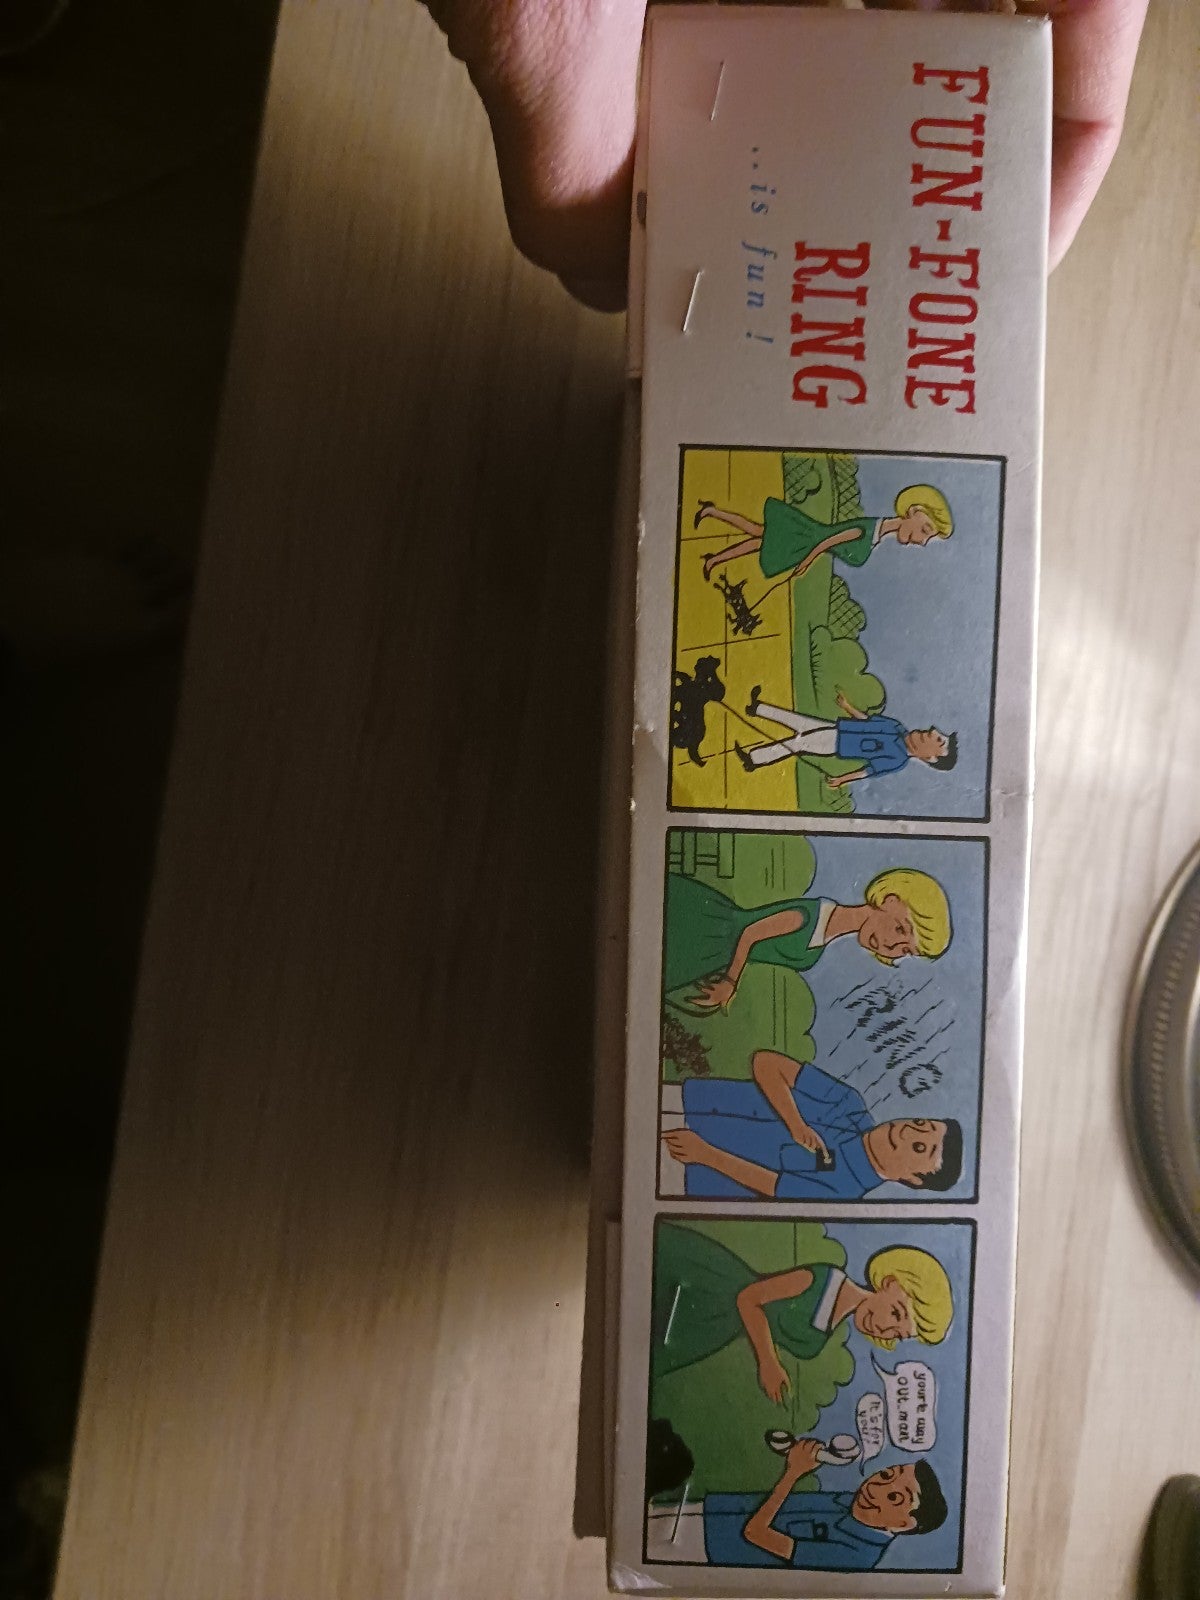 FUN-FONE
RING
...is fun!
RING
you're way
out..man
it's for
you!!